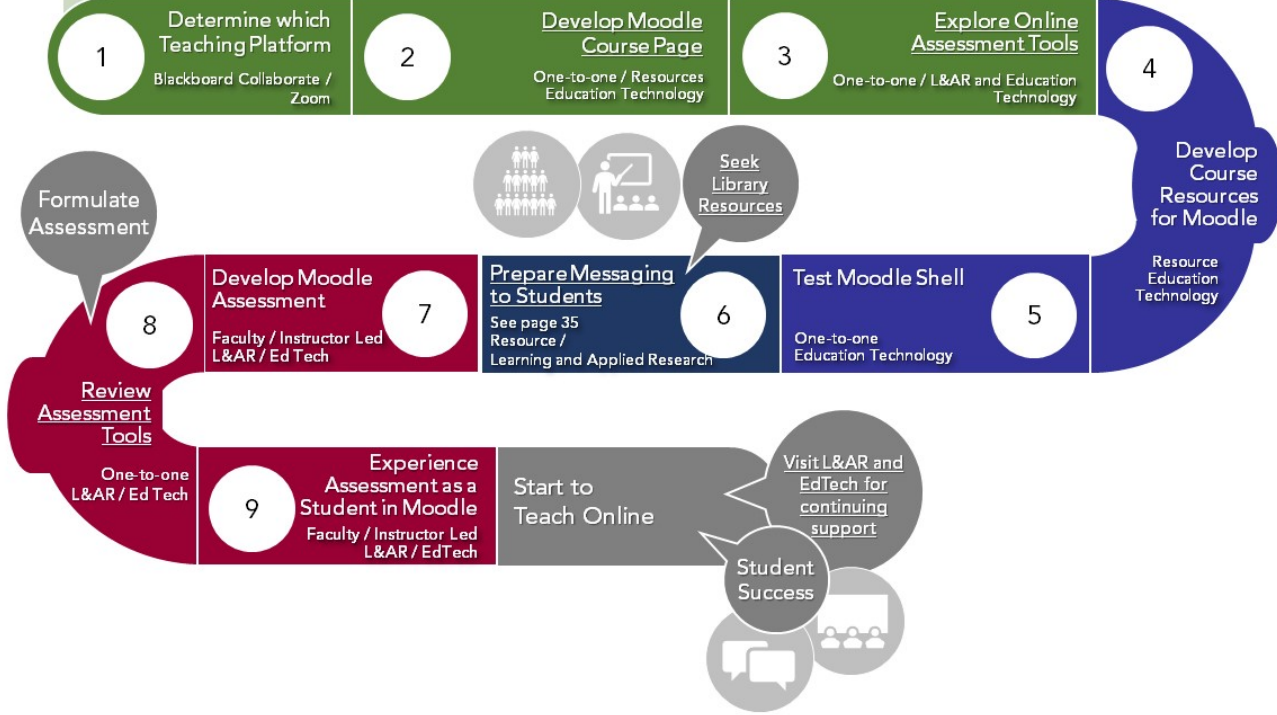 1
Determine which
Teaching Platform
Blackboard Collaborate /
Zoom
2
Develop Moodle
Course Page
One-to-one / Resources
Education Technology
3
Explore Online
Assessment Tools
One-to-one / L&AR and Education
Technology
4
Develop
Course
Resources
for Moodle
Resource
Education
Technology
Test Moodle Shell
One-to-one
Education Technology
5
Seek
Library
Resources
Prepare Messaging
to Students
See page 35
Resource /
Learning and Applied Research
6
Develop Moodle
Assessment
Faculty / Instructor Led
L&AR / Ed Tech
7
Formulate
Assessment
8
Review
Assessment
Tools
One-to-one
L&AR / Ed Tech
9
Experience
Assessment as a
Student in Moodle
Faculty / Instructor Led
L&AR / EdTech
Start to
Teach Online
Visit L&AR and
EdTech for
continuing
support
Student
Success